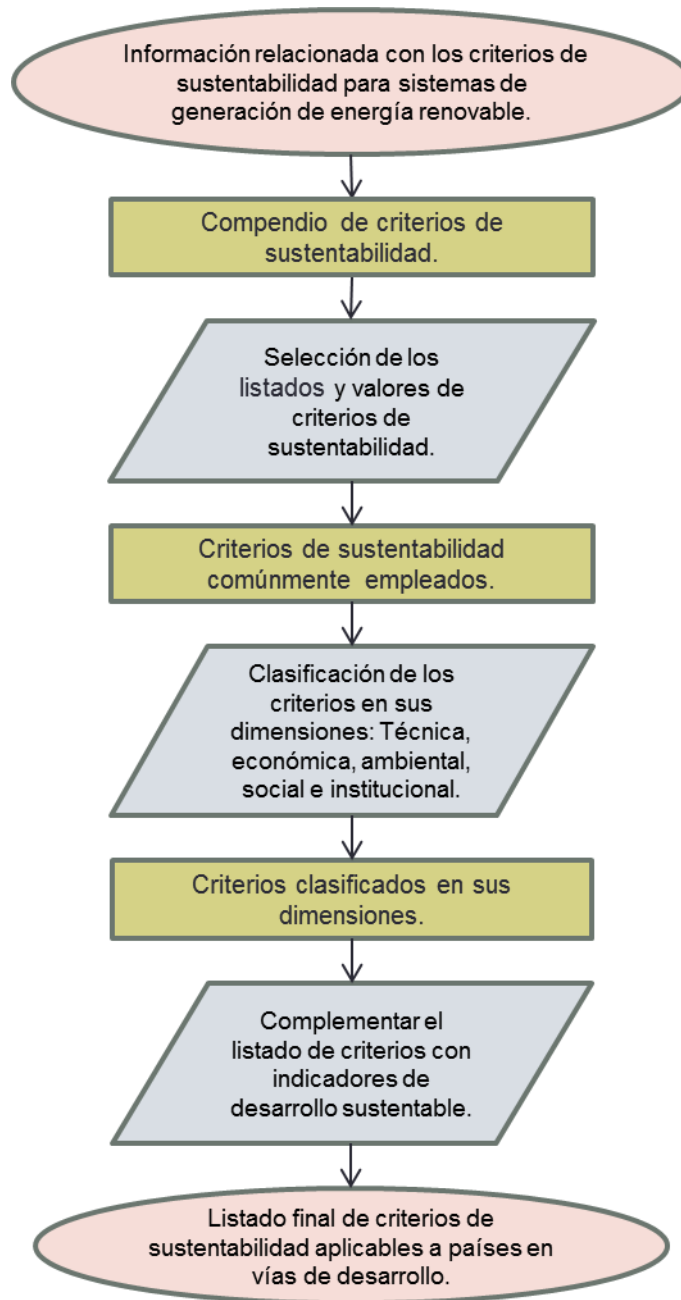 Información relacionada con los criterios de
sustentabilidad para sistemas de
generación de energía renovable.
Compendio de criterios de
sustentabilidad.
Selección de los
listados y valores de
criterios de
sustentabilidad.
Criterios de sustentabilidad
comúnmente empleados.
Clasificación de los
criterios en sus
dimensiones: Técnica,
económica, ambiental,
social e institucional.
Criterios clasificados en sus
dimensiones.
Complementar el
listado de criterios con
indicadores de
desarrollo sustentable.
Listado final de criterios de
sustentabilidad aplicables a países en
vías de desarrollo.